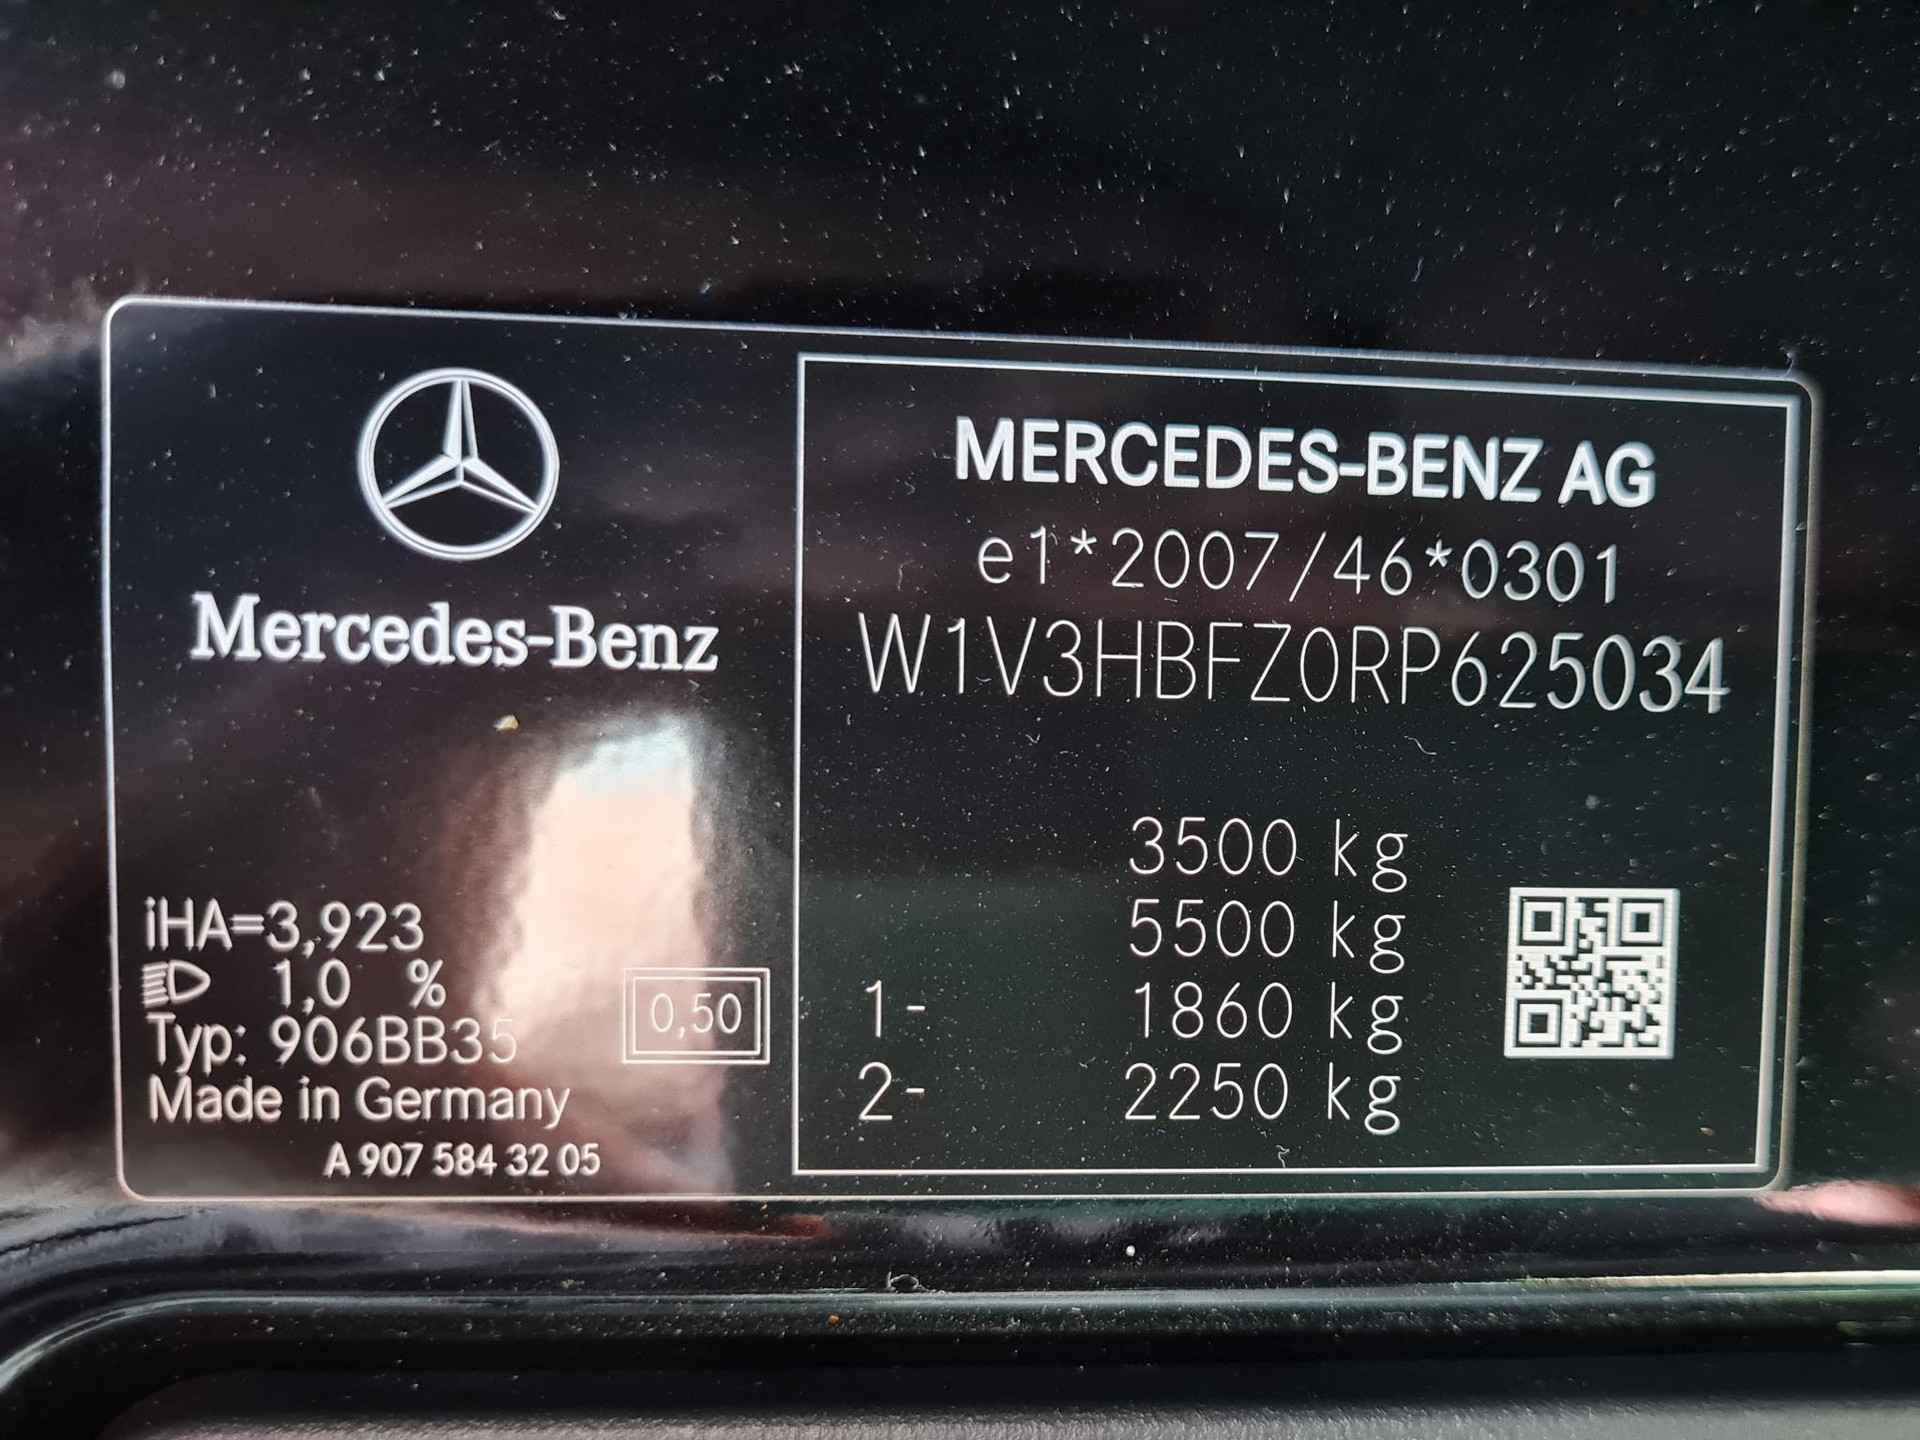 Mercedes-Benz
iHA=3,923
1,0 %
Typ: 906BB35
Made in Germany
A 907 584 32 05
0,50
MERCEDES-BENZ AG
e1*2007/46*0301
W1V3HBFZ0RP625034
3500 kg
5500 kg
1- 1860 kg
2- 2250 kg